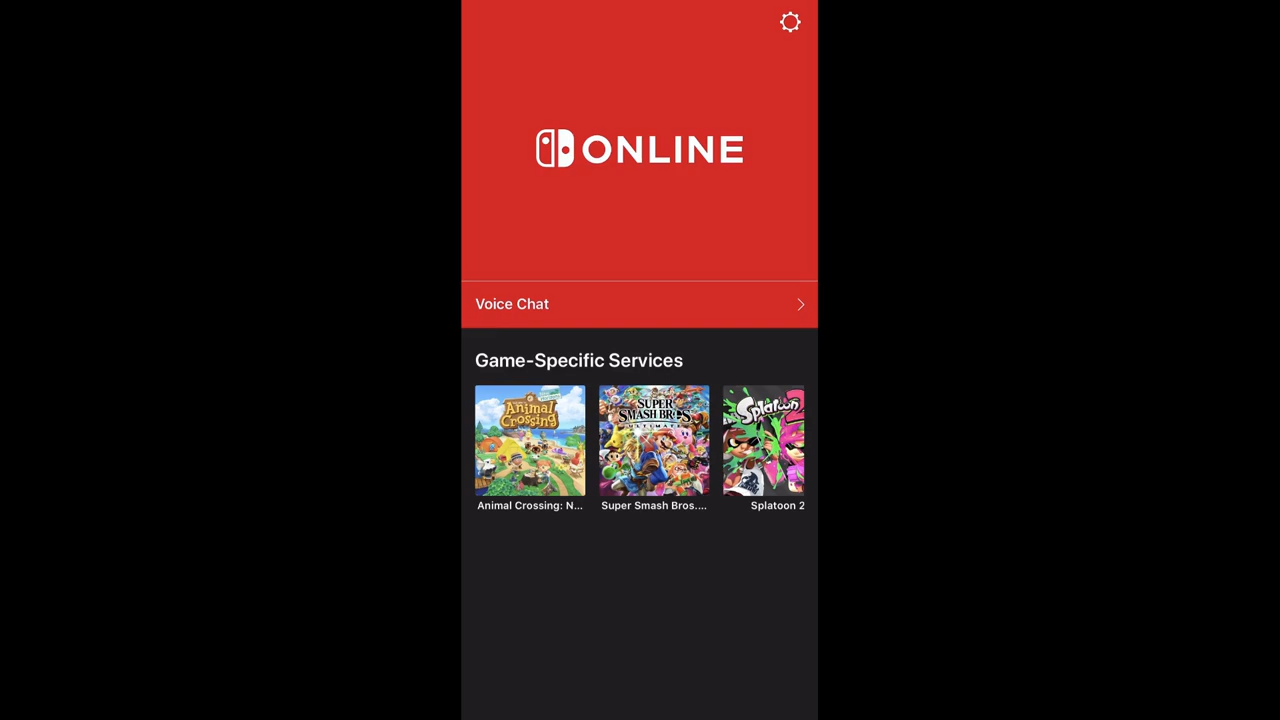 ONLINE
Voice Chat
Game-Specific Services
Animal Crossing
SUPER SMASH BROS.
ULTIMATE
Splatoon 2
Animal Crossing: N...
Super Smash Bros....
Splatoon 2